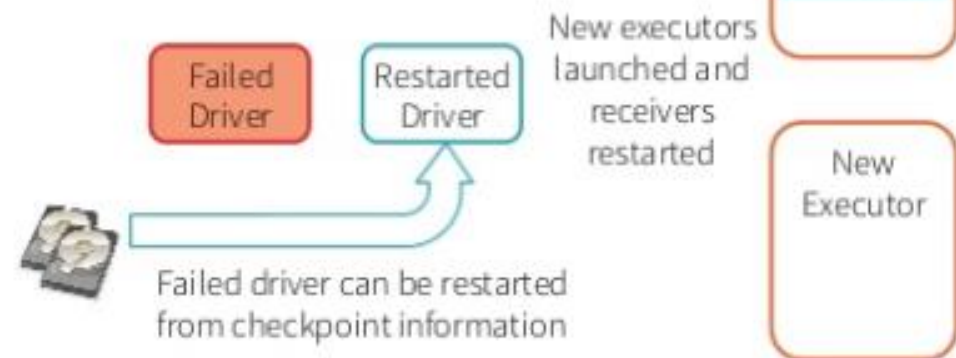 Failed
Driver
Restarted
Driver
New executors
launched and
receivers
restarted
New
Executor
Failed driver can be restarted
from checkpoint information